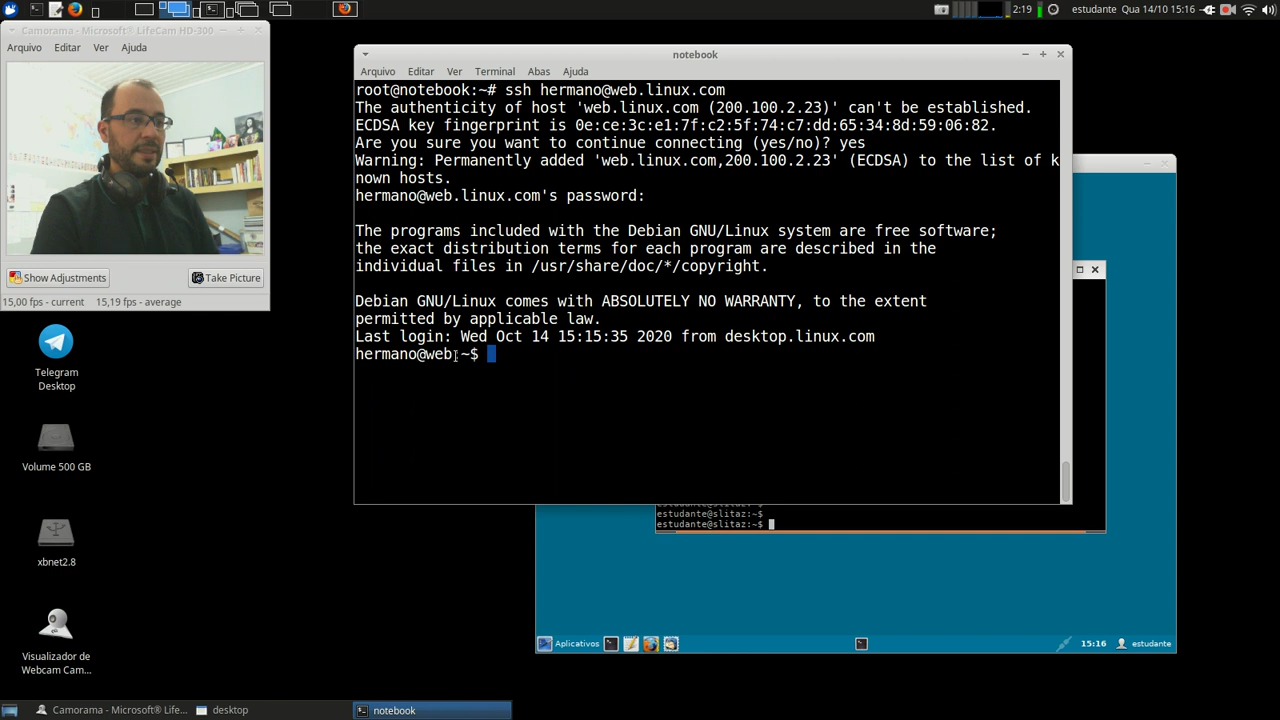 2:19
estudante
Qua 14/10 15:16
Camorama - Microsoft® LifeCam HD-300
Arquivo Editar Ver Ajuda
Show Adjustments
Take Picture
15,00 fps - current 15,19 fps - average
Telegram
Desktop
Volume 500 GB
xbnet2.8
Visualizador de
Webcam Cam...
notebook
Arquivo Editar Ver Terminal Abas Ajuda
root@notebook:~# ssh hermano@web.linux.com
The authenticity of host 'web.linux.com (200.100.2.23)' can't be established.
ECDSA key fingerprint is 0e:ce:3c:e1:7f:c2:5f:74:c7:dd:65:34:8d:59:06:82.
Are you sure you want to continue connecting (yes/no)? yes
Warning: Permanently added 'web.linux.com,200.100.2.23' (ECDSA) to the list of k
nown hosts.
hermano@web.linux.com's password:
The programs included with the Debian GNU/Linux system are free software;
the exact distribution terms for each program are described in the
individual files in /usr/share/doc/*/copyright.
Debian GNU/Linux comes with ABSOLUTELY NO WARRANTY, to the extent
permitted by applicable law.
Last login: Wed Oct 14 15:15:35 2020 from desktop.linux.com
hermano@web:~$
estudante@slitaz:~$
estudante@slitaz:~$
Aplicativos
15:16
estudante
Camorama - Microsoft® LifeC...
desktop
notebook